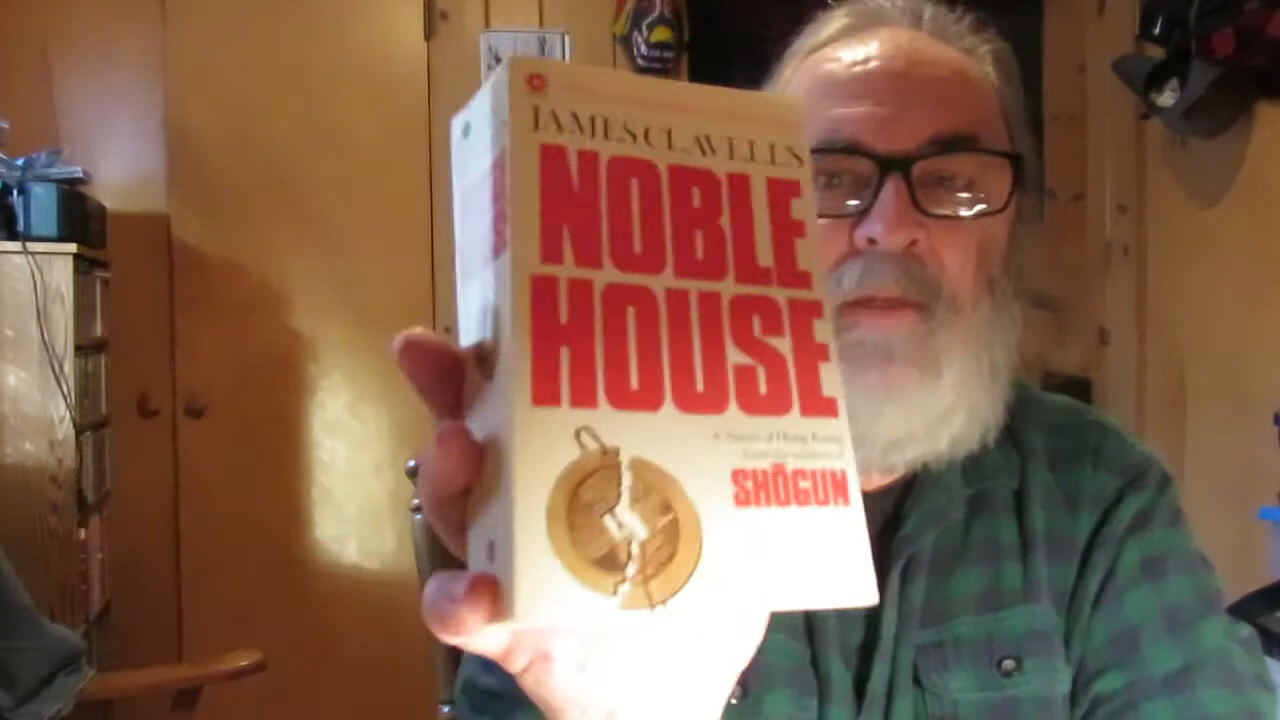 JAMES CLAVELL'S
NOBLE
HOUSE
A Novel of Hong Kong
SHŌGUN